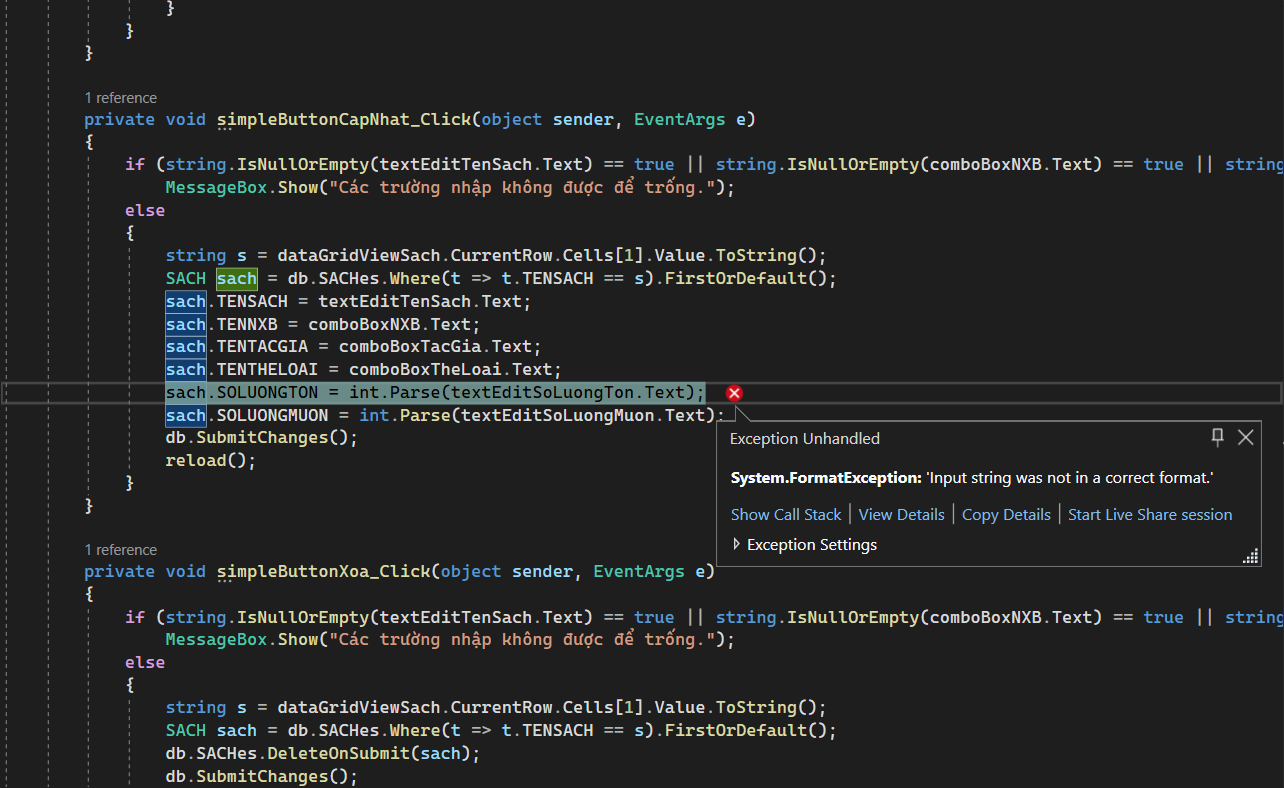 }
}
}
1 reference
private void simpleButtonCapNhat_Click(object sender, EventArgs e)
{
if (string.IsNullOrEmpty(textEditTenSach.Text) == true || string.IsNullOrEmpty(comboBoxNXB.Text) == true || string
MessageBox.Show("Các trường nhập không được để trống.");
else
{
string s = dataGridViewSach.CurrentRow.Cells[1].Value.ToString();
SACH sach = db.SACHes.Where(t => t.TENSACH == s).FirstOrDefault();
sach.TENSACH = textEditTenSach.Text;
sach.TENNXB = comboBoxNXB.Text;
sach.TENTACGIA = comboBoxTacGia.Text;
sach.TENTHELOAI = comboBoxTheLoai.Text;
sach.SOLUONGTON = int.Parse(textEditSoLuongTon.Text);
sach.SOLUONGMUON = int.Parse(textEditSoLuongMuon.Text);
db.SubmitChanges();
reload();
}
}
Exception Unhandled
System.FormatException: 'Input string was not in a correct format.'
Show Call Stack | View Details | Copy Details | Start Live Share session
Exception Settings
1 reference
private void simpleButtonXoa_Click(object sender, EventArgs e)
{
if (string.IsNullOrEmpty(textEditTenSach.Text) == true || string.IsNullOrEmpty(comboBoxNXB.Text) == true || string
MessageBox.Show("Các trường nhập không được để trống.");
else
{
string s = dataGridViewSach.CurrentRow.Cells[1].Value.ToString();
SACH sach = db.SACHes.Where(t => t.TENSACH == s).FirstOrDefault();
db.SACHes.DeleteOnSubmit(sach);
db.SubmitChanges();